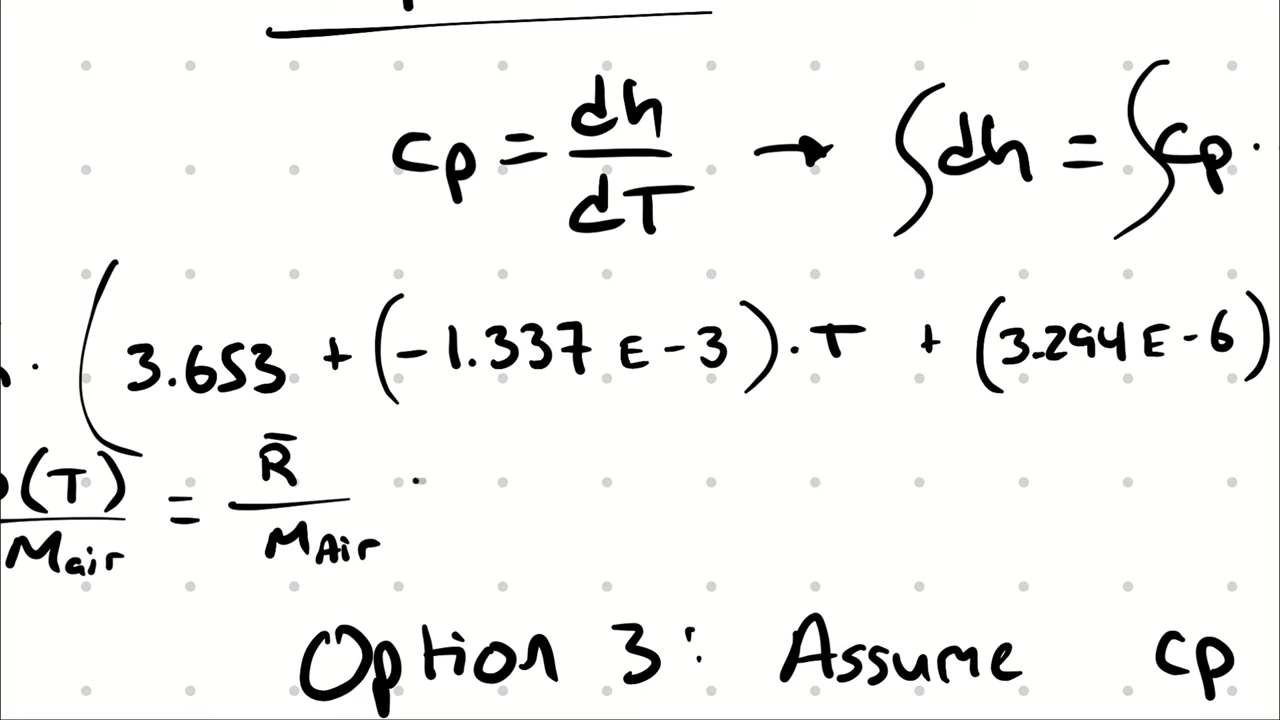 cp = dh/dT → ∫dh = ∫cp ·
· (3.653 + (-1.337 E-3) · T + (3.294 E-6)
(T)/Mair = R̄/MAir ·
Option 3: Assume cp